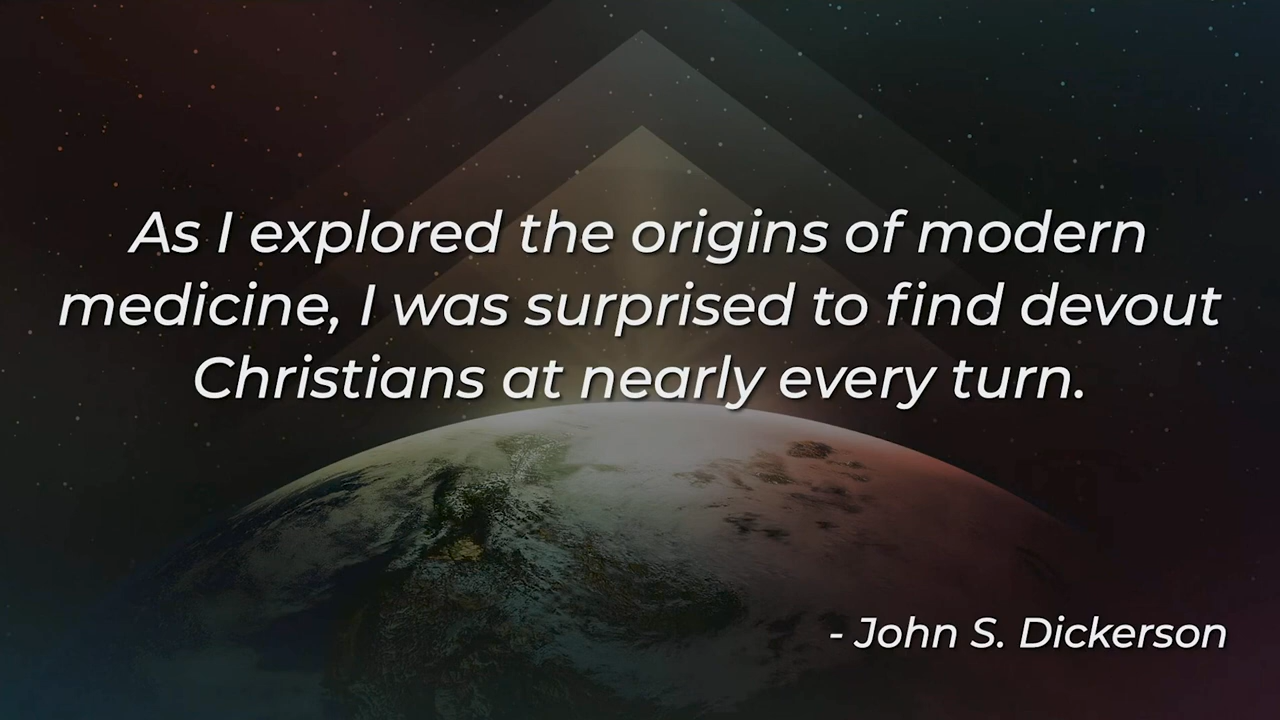 As I explored the origins of modern
medicine, I was surprised to find devout
Christians at nearly every turn.
- John S. Dickerson